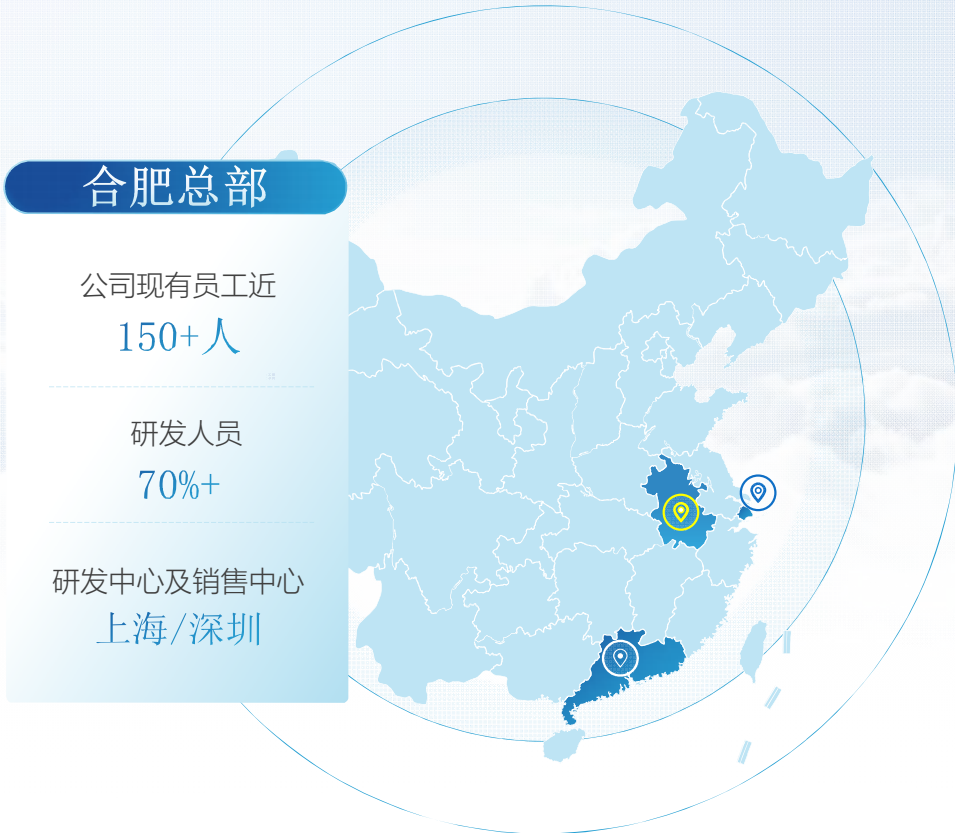 合肥总部
公司现有员工近
150+人
研发人员
70%+
研发中心及销售中心
上海/深圳